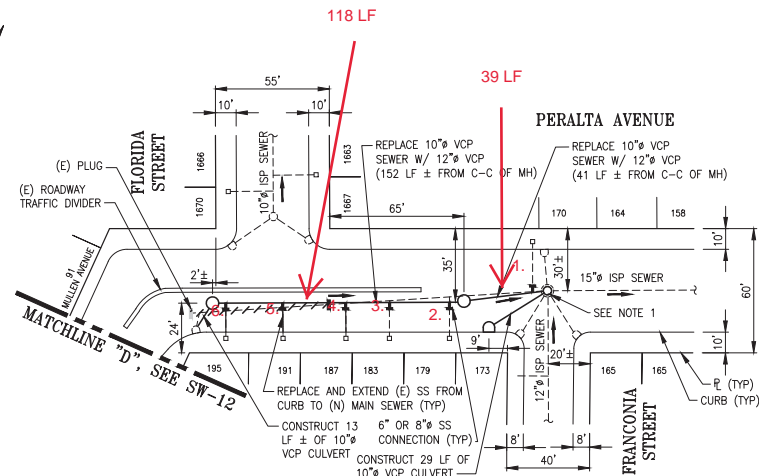 118 LF
39 LF
55'
10'
10'
PERALTA AVENUE
FLORIDA
STREET
REPLACE 10"ø VCP
SEWER W/ 12"ø VCP
(152 LF ± FROM C-C OF MH)
REPLACE 10"ø VCP
SEWER W/ 12"ø VCP
(41 LF ± FROM C-C OF MH)
(E) PLUG
(E) ROADWAY
TRAFFIC DIVIDER
1666
1670
10"ø ISP SEWER
1663
1667
65'
170
164
158
10'
91
MULLEN AVENUE
2'±
35'
30'±
1.
15"ø ISP SEWER
60'
24'
6.
5.
4.
3.
2.
SEE NOTE 1
MATCHLINE "D", SEE SW-12
9'
10'
195
191
187
183
179
173
20'±
165
165
12"ø ISP SEWER
PL (TYP)
CURB (TYP)
REPLACE AND EXTEND (E) SS FROM
CURB TO (N) MAIN SEWER (TYP)
CONSTRUCT 13
LF ± OF 10"ø
VCP CULVERT
6" OR 8"ø SS
CONNECTION (TYP)
CONSTRUCT 29 LF OF
10"ø VCP CULVERT
8'
8'
40'
FRANCONIA
STREET